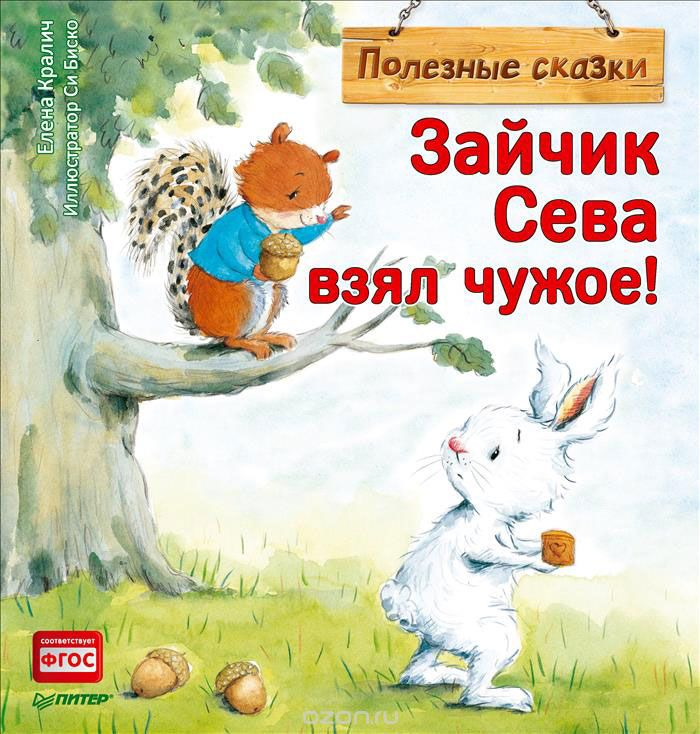 Елена Кралич
Иллюстратор Си Биско
Полезные сказки
Зайчик
Сева
взял чужое!
соответствует
ФГОС
ПИТЕР®
ozon.ru